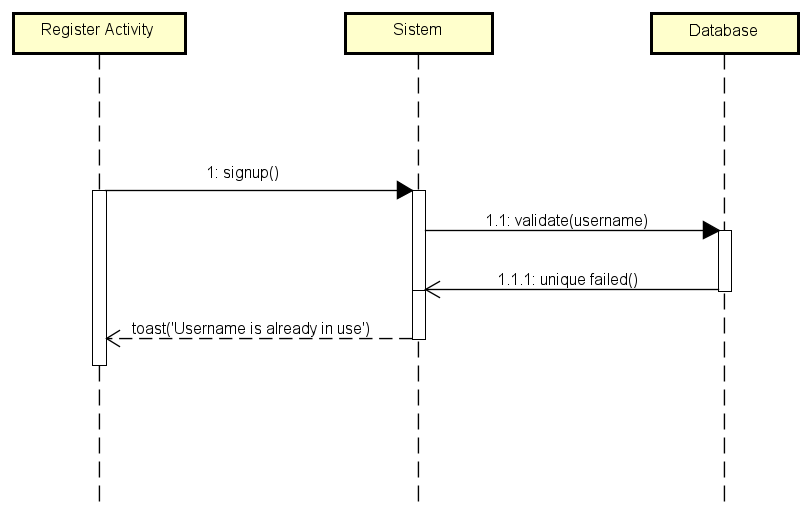 Register Activity
Sistem
Database
1: signup()
1.1: validate(username)
1.1.1: unique failed()
toast('Username is already in use')